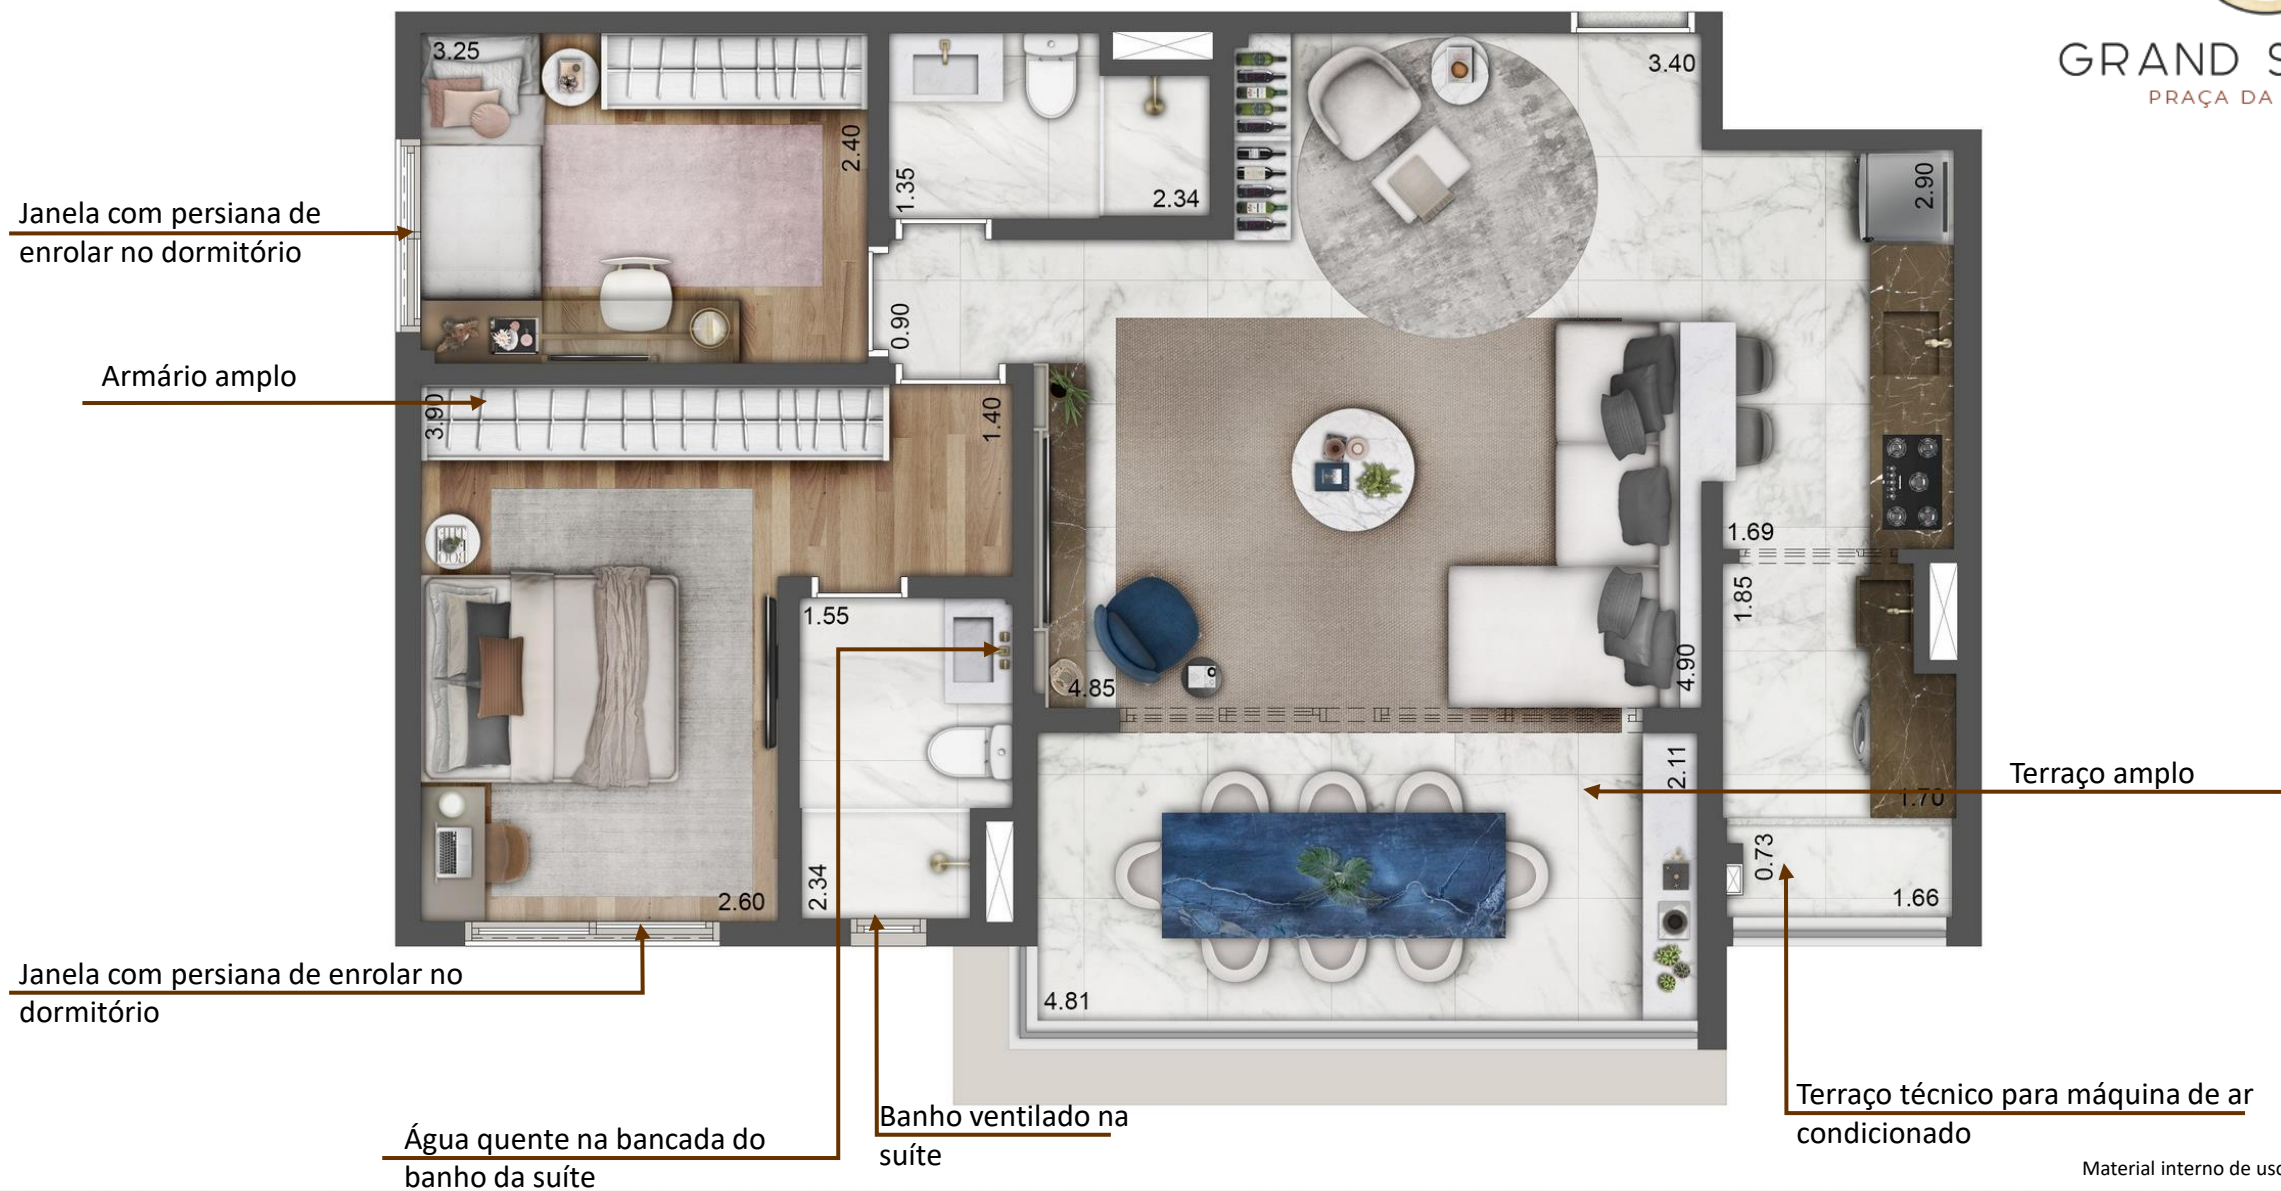 GRAND S
PRAÇA DA
3.25
3.40
2.40
1.35
2.34
2.90
Janela com persiana de
enrolar no dormitório
0.90
Armário amplo
3.90
1.40
1.69
1.85
1.55
4.85
4.90
2.11
Terraço amplo
1.70
0.73
2.34
2.60
1.66
Janela com persiana de enrolar no
dormitório
4.81
Terraço técnico para máquina de ar
condicionado
Banho ventilado na
suíte
Água quente na bancada do
banho da suíte
Material interno de uso